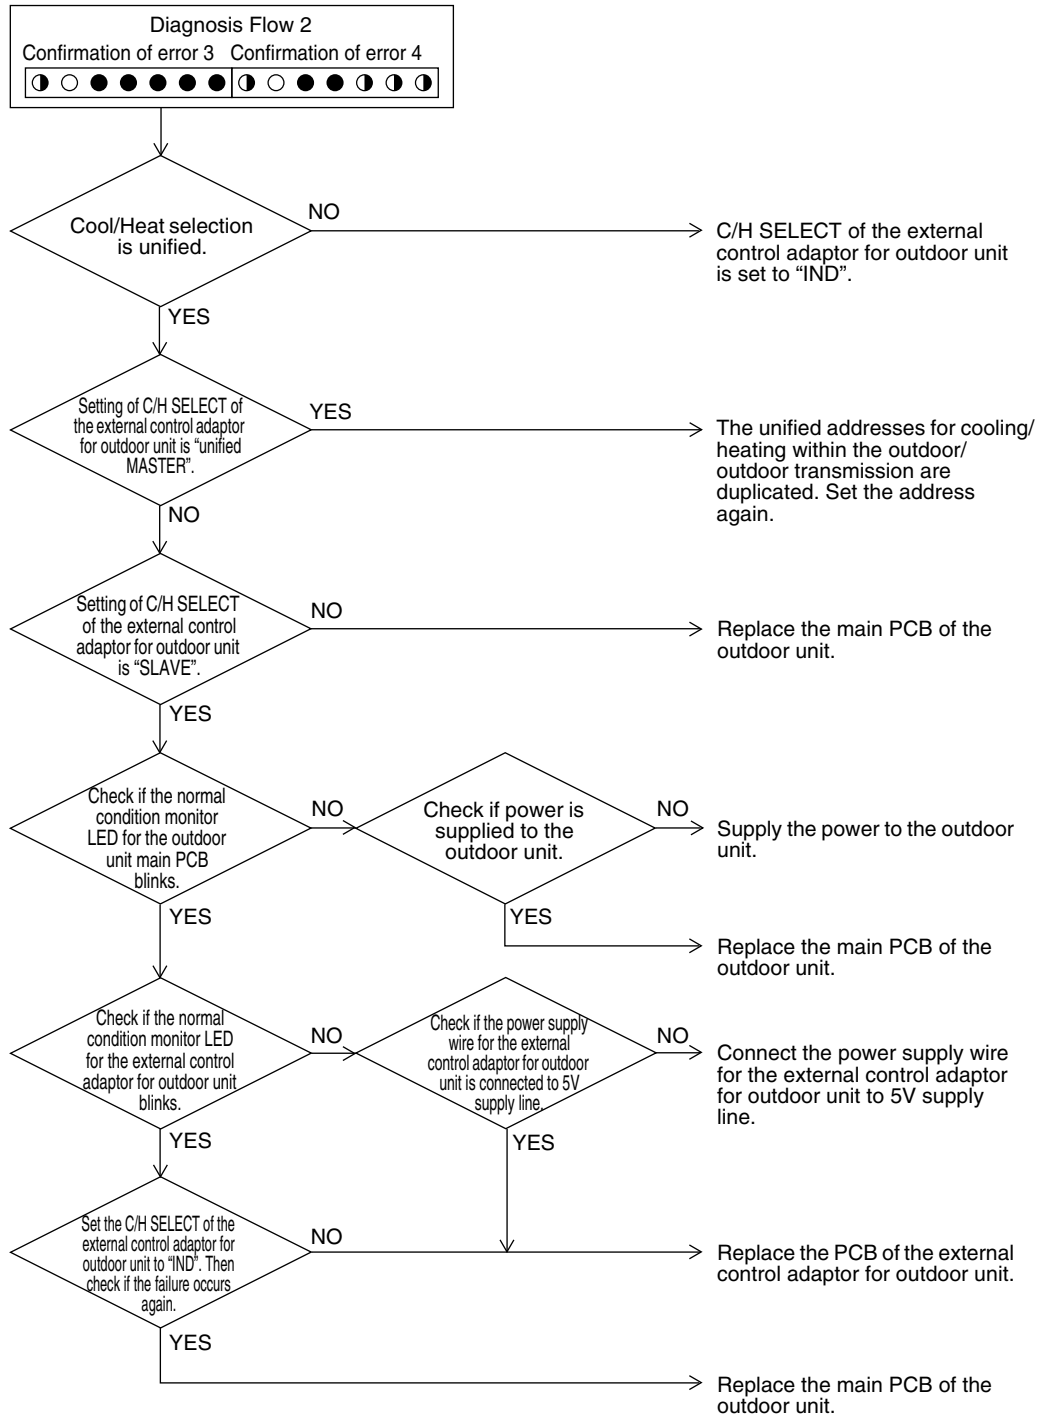 Diagnosis Flow 2
Confirmation of error 3 Confirmation of error 4
Cool/Heat selection
is unified.
NO
C/H SELECT of the external
control adaptor for outdoor unit
is set to “IND”.
YES
Setting of C/H SELECT of
the external control adaptor
for outdoor unit is “unified
MASTER”.
YES
The unified addresses for cooling/
heating within the outdoor/
outdoor transmission are
duplicated. Set the address
again.
NO
Setting of C/H SELECT
of the external control
adaptor for outdoor unit
is “SLAVE”.
NO
Replace the main PCB of the
outdoor unit.
YES
Check if the normal
condition monitor
LED for the outdoor
unit main PCB
blinks.
NO
Check if power is
supplied to the
outdoor unit.
NO
Supply the power to the outdoor
unit.
YES
YES
Replace the main PCB of the
outdoor unit.
Check if the normal
condition monitor LED
for the external control
adaptor for outdoor unit
blinks.
NO
Check if the power supply
wire for the external
control adaptor for outdoor
unit is connected to 5V
supply line.
NO
Connect the power supply wire
for the external control adaptor
for outdoor unit to 5V supply
line.
YES
YES
Set the C/H SELECT of the
external control adaptor for
outdoor unit to “IND”. Then
check if the failure occurs
again.
NO
Replace the PCB of the external
control adaptor for outdoor unit.
YES
Replace the main PCB of the
outdoor unit.